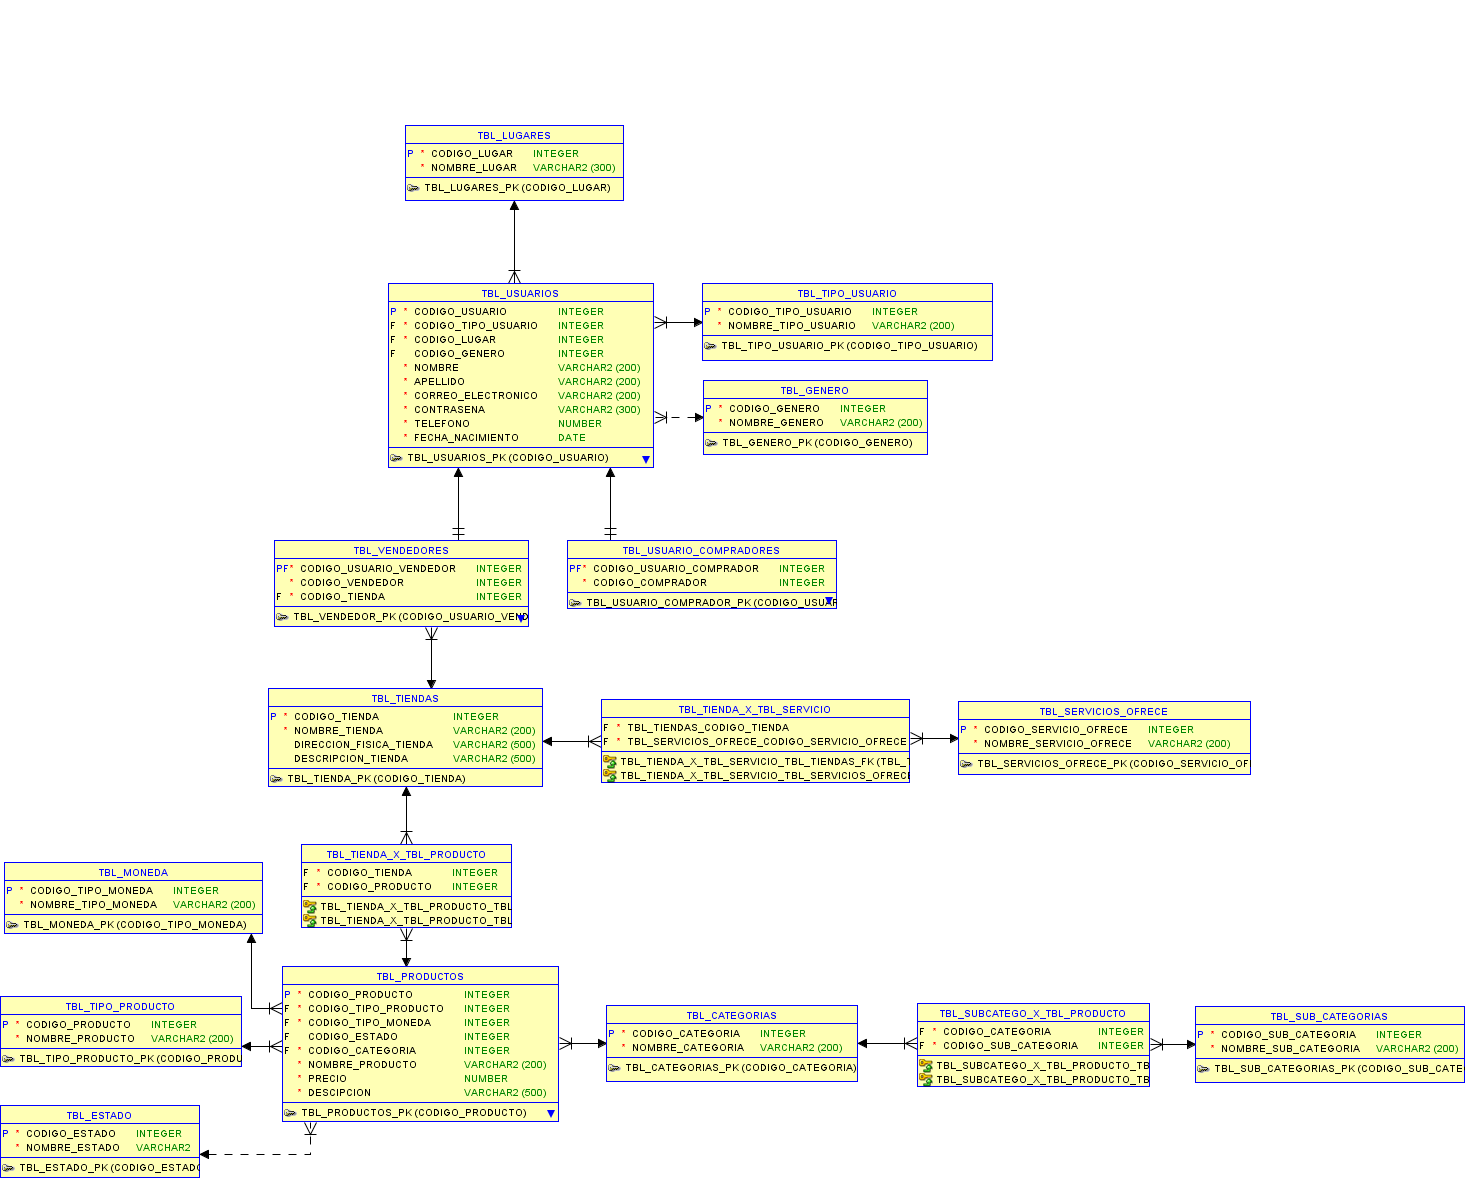 TBL_LUGARES
P * CODIGO_LUGAR INTEGER
* NOMBRE_LUGAR VARCHAR2 (300)
TBL_LUGARES_PK (CODIGO_LUGAR)
TBL_USUARIOS
P * CODIGO_USUARIO INTEGER
F * CODIGO_TIPO_USUARIO INTEGER
F * CODIGO_LUGAR INTEGER
F CODIGO_GENERO INTEGER
* NOMBRE VARCHAR2 (200)
* APELLIDO VARCHAR2 (200)
* CORREO_ELECTRONICO VARCHAR2 (200)
* CONTRASENA VARCHAR2 (300)
* TELEFONO NUMBER
* FECHA_NACIMIENTO DATE
TBL_USUARIOS_PK (CODIGO_USUARIO)
TBL_TIPO_USUARIO
P * CODIGO_TIPO_USUARIO INTEGER
* NOMBRE_TIPO_USUARIO VARCHAR2 (200)
TBL_TIPO_USUARIO_PK (CODIGO_TIPO_USUARIO)
TBL_GENERO
P * CODIGO_GENERO INTEGER
* NOMBRE_GENERO VARCHAR2 (200)
TBL_GENERO_PK (CODIGO_GENERO)
TBL_VENDEDORES
PF* CODIGO_USUARIO_VENDEDOR INTEGER
* CODIGO_VENDEDOR INTEGER
F * CODIGO_TIENDA INTEGER
TBL_VENDEDOR_PK (CODIGO_USUARIO_VEND
TBL_USUARIO_COMPRADORES
PF* CODIGO_USUARIO_COMPRADOR INTEGER
* CODIGO_COMPRADOR INTEGER
TBL_USUARIO_COMPRADOR_PK (CODIGO_USUAR
TBL_TIENDAS
P * CODIGO_TIENDA INTEGER
* NOMBRE_TIENDA VARCHAR2 (200)
DIRECCION_FISICA_TIENDA VARCHAR2 (500)
DESCRIPCION_TIENDA VARCHAR2 (500)
TBL_TIENDA_PK (CODIGO_TIENDA)
TBL_TIENDA_X_TBL_SERVICIO
F * TBL_TIENDAS_CODIGO_TIENDA
F * TBL_SERVICIOS_OFRECE_CODIGO_SERVICIO_OFRECE
TBL_TIENDA_X_TBL_SERVICIO_TBL_TIENDAS_FK (TBL_T
TBL_TIENDA_X_TBL_SERVICIO_TBL_SERVICIOS_OFRECE
TBL_SERVICIOS_OFRECE
P * CODIGO_SERVICIO_OFRECE INTEGER
* NOMBRE_SERVICIO_OFRECE VARCHAR2 (200)
TBL_SERVICIOS_OFRECE_PK (CODIGO_SERVICIO_OF
TBL_TIENDA_X_TBL_PRODUCTO
F * CODIGO_TIENDA INTEGER
F * CODIGO_PRODUCTO INTEGER
TBL_TIENDA_X_TBL_PRODUCTO_TBL
TBL_TIENDA_X_TBL_PRODUCTO_TBL
TBL_MONEDA
P * CODIGO_TIPO_MONEDA INTEGER
* NOMBRE_TIPO_MONEDA VARCHAR2 (200)
TBL_MONEDA_PK (CODIGO_TIPO_MONEDA)
TBL_TIPO_PRODUCTO
P * CODIGO_PRODUCTO INTEGER
* NOMBRE_PRODUCTO VARCHAR2 (200)
TBL_TIPO_PRODUCTO_PK (CODIGO_PRODU
TBL_PRODUCTOS
P * CODIGO_PRODUCTO INTEGER
F * CODIGO_TIPO_PRODUCTO INTEGER
F * CODIGO_TIPO_MONEDA INTEGER
F CODIGO_ESTADO INTEGER
F * CODIGO_CATEGORIA INTEGER
* NOMBRE_PRODUCTO VARCHAR2 (200)
* PRECIO NUMBER
* DESCIPCION VARCHAR2 (500)
TBL_PRODUCTOS_PK (CODIGO_PRODUCTO)
TBL_CATEGORIAS
P * CODIGO_CATEGORIA INTEGER
* NOMBRE_CATEGORIA VARCHAR2 (200)
TBL_CATEGORIAS_PK (CODIGO_CATEGORIA)
TBL_SUBCATEGO_X_TBL_PRODUCTO
F * CODIGO_CATEGORIA INTEGER
F * CODIGO_SUB_CATEGORIA INTEGER
TBL_SUBCATEGO_X_TBL_PRODUCTO_TB
TBL_SUBCATEGO_X_TBL_PRODUCTO_TB
TBL_SUB_CATEGORIAS
P * CODIGO_SUB_CATEGORIA INTEGER
* NOMBRE_SUB_CATEGORIA VARCHAR2 (200)
TBL_SUB_CATEGORIAS_PK (CODIGO_SUB_CATE
TBL_ESTADO
P * CODIGO_ESTADO INTEGER
* NOMBRE_ESTADO VARCHAR2
TBL_ESTADO_PK (CODIGO_ESTADO